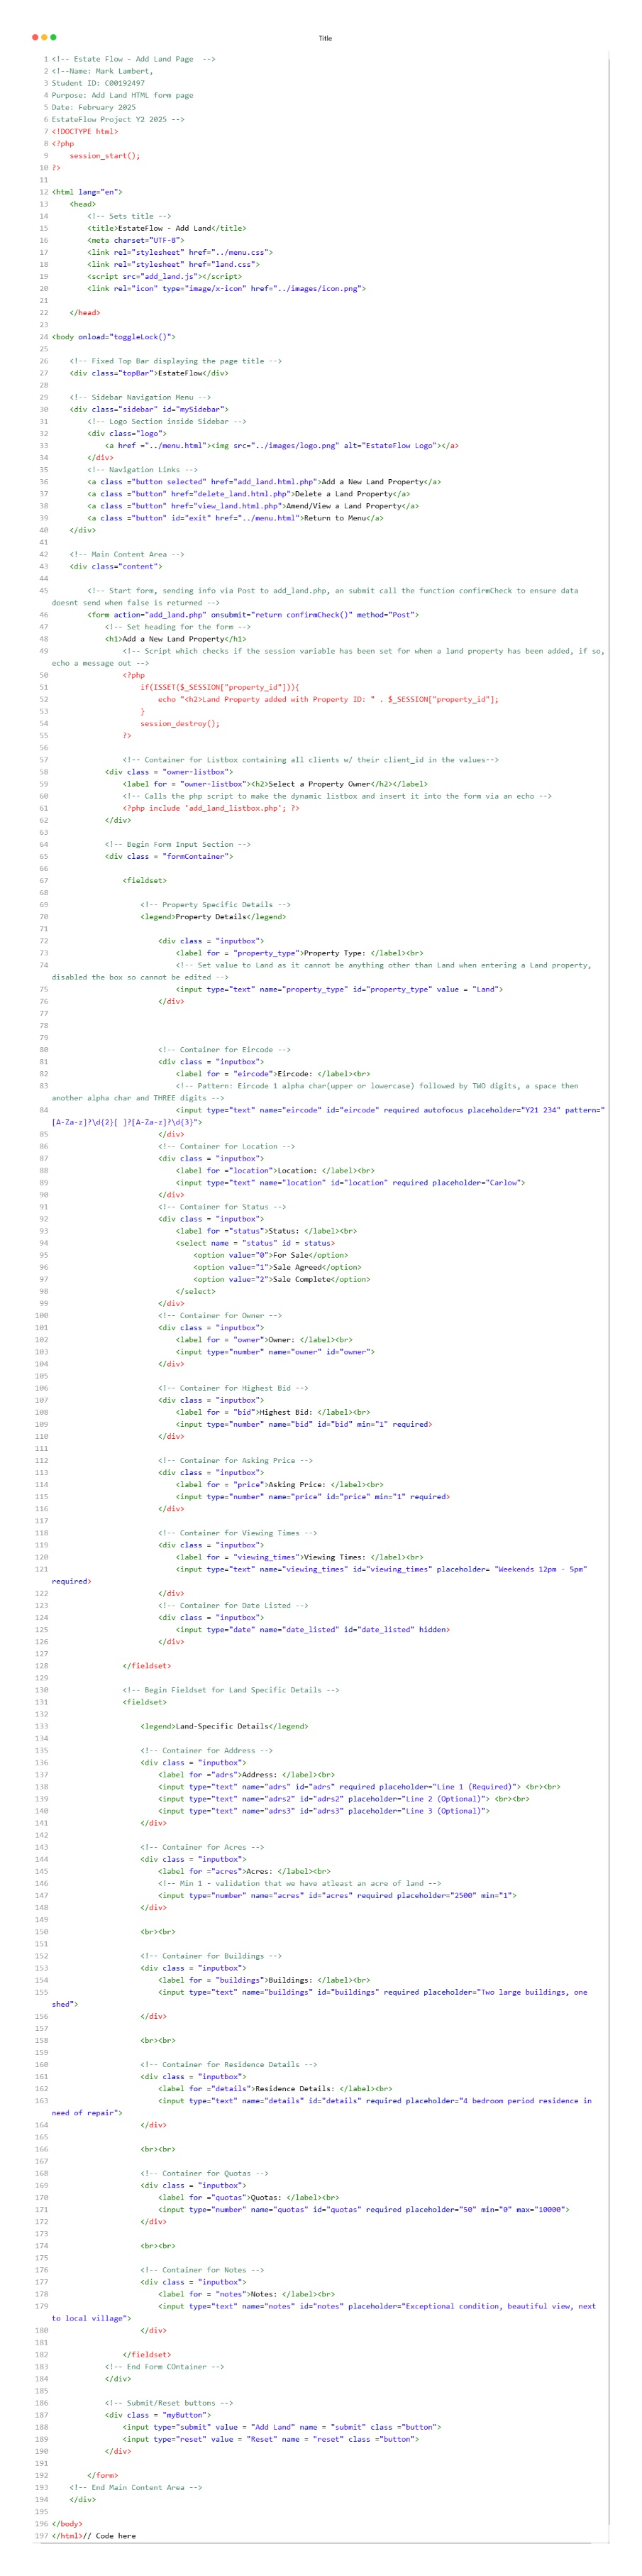 Title
1 <!-- Estate Flow - Add Land Page  -->
2 <!--Name: Mark Lambert,
3 Student ID: C00192497
4 Purpose: Add Land HTML form page
5 Date: February 2025
6 EstateFlow Project Y2 2025 -->
7 <!DOCTYPE html>
8 <?php
9     session_start();
10 ?>
11
12 <html lang="en">
13     <head>
14         <!-- Sets title -->
15         <title>EstateFlow - Add Land</title>
16         <meta charset="UTF-8">
17         <link rel="stylesheet" href="../menu.css">
18         <link rel="stylesheet" href="land.css">
19         <script src="add_land.js"></script>
20         <link rel="icon" type="image/x-icon" href="../images/icon.png">
21
22     </head>
23
24 <body onload="toggleLock()">
25
26     <!-- Fixed Top Bar displaying the page title -->
27     <div class="topBar">EstateFlow</div>
28
29     <!-- Sidebar Navigation Menu -->
30     <div class="sidebar" id="mySidebar">
31         <!-- Logo Section inside Sidebar -->
32         <div class="logo">
33             <a href ="../menu.html"><img src="../images/logo.png" alt="EstateFlow Logo"></a>
34         </div>
35         <!-- Navigation Links -->
36         <a class ="button selected" href="add_land.html.php">Add a New Land Property</a>
37         <a class ="button" href="delete_land.html.php">Delete a Land Property</a>
38         <a class ="button" href="view_land.html.php">Amend/View a Land Property</a>
39         <a class ="button" id="exit" href="../menu.html">Return to Menu</a>
40     </div>
41
42     <!-- Main Content Area -->
43     <div class="content">
44
45         <!-- Start form, sending info via Post to add_land.php, an submit call the function confirmCheck to ensure data
doesnt send when false is returned -->
46         <form action="add_land.php" onsubmit="return confirmCheck()" method="Post">
47             <!-- Set heading for the form -->
48             <h1>Add a New Land Property</h1>
49                 <!-- Script which checks if the session variable has been set for when a land property has been added, if so,
echo a message out -->
50                 <?php
51                     if(ISSET($_SESSION["property_id"])){
52                         echo "<h2>Land Property added with Property ID: " . $_SESSION["property_id"];
53                     }
54                     session_destroy();
55                 ?>
56
57                 <!-- Container for Listbox containing all clients w/ their client_id in the values-->
58             <div class = "owner-listbox">
59                 <label for = "owner-listbox"><h2>Select a Property Owner</h2></label>
60                 <!-- Calls the php script to make the dynamic listbox and insert it into the form via an echo -->
61                 <?php include 'add_land_listbox.php'; ?>
62             </div>
63
64             <!-- Begin Form Input Section -->
65             <div class = "formContainer">
66
67                 <fieldset>
68
69                     <!-- Property Specific Details -->
70                     <legend>Property Details</legend>
71
72                         <div class = "inputbox">
73                             <label for = "property_type">Property Type: </label><br>
74                             <!-- Set value to Land as it cannot be anything other than Land when entering a Land property,
disabled the box so cannot be edited -->
75                             <input type="text" name="property_type" id="property_type" value = "Land">
76                         </div>
77
78
79
80                         <!-- Container for Eircode -->
81                         <div class = "inputbox">
82                             <label for = "eircode">Eircode: </label><br>
83                             <!-- Pattern: Eircode 1 alpha char(upper or lowercase) followed by TWO digits, a space then
another alpha char and THREE digits -->
84                             <input type="text" name="eircode" id="eircode" required autofocus placeholder="Y21 234" pattern="
[A-Za-z]?\d{2}[ ]?[A-Za-z]?\d{3}">
85                         </div>
86                         <!-- Container for Location -->
87                         <div class = "inputbox">
88                             <label for ="location">Location: </label><br>
89                             <input type="text" name="location" id="location" required placeholder="Carlow">
90                         </div>
91                         <!-- Container for Status -->
92                         <div class = "inputbox">
93                             <label for ="status">Status: </label><br>
94                             <select name = "status" id = status>
95                                 <option value="0">For Sale</option>
96                                 <option value="1">Sale Agreed</option>
97                                 <option value="2">Sale Complete</option>
98                             </select>
99                         </div>
100                         <!-- Container for Owner -->
101                         <div class = "inputbox">
102                             <label for = "owner">Owner: </label><br>
103                             <input type="number" name="owner" id="owner">
104                         </div>
105
106                         <!-- Container for Highest Bid -->
107                         <div class = "inputbox">
108                             <label for = "bid">Highest Bid: </label><br>
109                             <input type="number" name="bid" id="bid" min="1" required>
110                         </div>
111
112                         <!-- Container for Asking Price -->
113                         <div class = "inputbox">
114                             <label for = "price">Asking Price: </label><br>
115                             <input type="number" name="price" id="price" min="1" required>
116                         </div>
117
118                         <!-- Container for Viewing Times -->
119                         <div class = "inputbox">
120                             <label for = "viewing_times">Viewing Times: </label><br>
121                             <input type="text" name="viewing_times" id="viewing_times" placeholder= "Weekends 12pm - 5pm"
required>
122                         </div>
123                         <!-- Container for Date Listed -->
124                         <div class = "inputbox">
125                             <input type="date" name="date_listed" id="date_listed" hidden>
126                         </div>
127
128                 </fieldset>
129
130                 <!-- Begin Fieldset for Land Specific Details -->
131                 <fieldset>
132
133                     <legend>Land-Specific Details</legend>
134
135                     <!-- Container for Address -->
136                     <div class = "inputbox">
137                         <label for ="adrs">Address: </label><br>
138                         <input type="text" name="adrs" id="adrs" required placeholder="Line 1 (Required)"> <br><br>
139                         <input type="text" name="adrs2" id="adrs2" placeholder="Line 2 (Optional)"> <br><br>
140                         <input type="text" name="adrs3" id="adrs3" placeholder="Line 3 (Optional)">
141                     </div>
142
143                     <!-- Container for Acres -->
144                     <div class = "inputbox">
145                         <label for ="acres">Acres: </label><br>
146                         <!-- Min 1 - validation that we have atleast an acre of land -->
147                         <input type="number" name="acres" id="acres" required placeholder="2500" min="1">
148                     </div>
149
150                     <br><br>
151
152                     <!-- Container for Buildings -->
153                     <div class = "inputbox">
154                         <label for = "buildings">Buildings: </label><br>
155                         <input type="text" name="buildings" id="buildings" required placeholder="Two large buildings, one
shed">
156                     </div>
157
158                     <br><br>
159
160                     <!-- Container for Residence Details -->
161                     <div class = "inputbox">
162                         <label for ="details">Residence Details: </label><br>
163                         <input type="text" name="details" id="details" required placeholder="4 bedroom period residence in
need of repair">
164                     </div>
165
166                     <br><br>
167
168                     <!-- Container for Quotas -->
169                     <div class = "inputbox">
170                         <label for ="quotas">Quotas: </label><br>
171                         <input type="number" name="quotas" id="quotas" required placeholder="50" min="0" max="10000">
172                     </div>
173
174                     <br><br>
175
176                     <!-- Container for Notes -->
177                     <div class = "inputbox">
178                         <label for = "notes">Notes: </label><br>
179                         <input type="text" name="notes" id="notes" placeholder="Exceptional condition, beautiful view, next
to local village">
180                     </div>
181
182                 </fieldset>
183             <!-- End Form COntainer -->
184             </div>
185
186             <!-- Submit/Reset buttons -->
187             <div class = "myButton">
188                 <input type="submit" value = "Add Land" name = "submit" class ="button">
189                 <input type="reset" value = "Reset" name = "reset" class ="button">
190             </div>
191
192         </form>
193     <!-- End Main Content Area -->
194     </div>
195
196 </body>
197 </html>// Code here